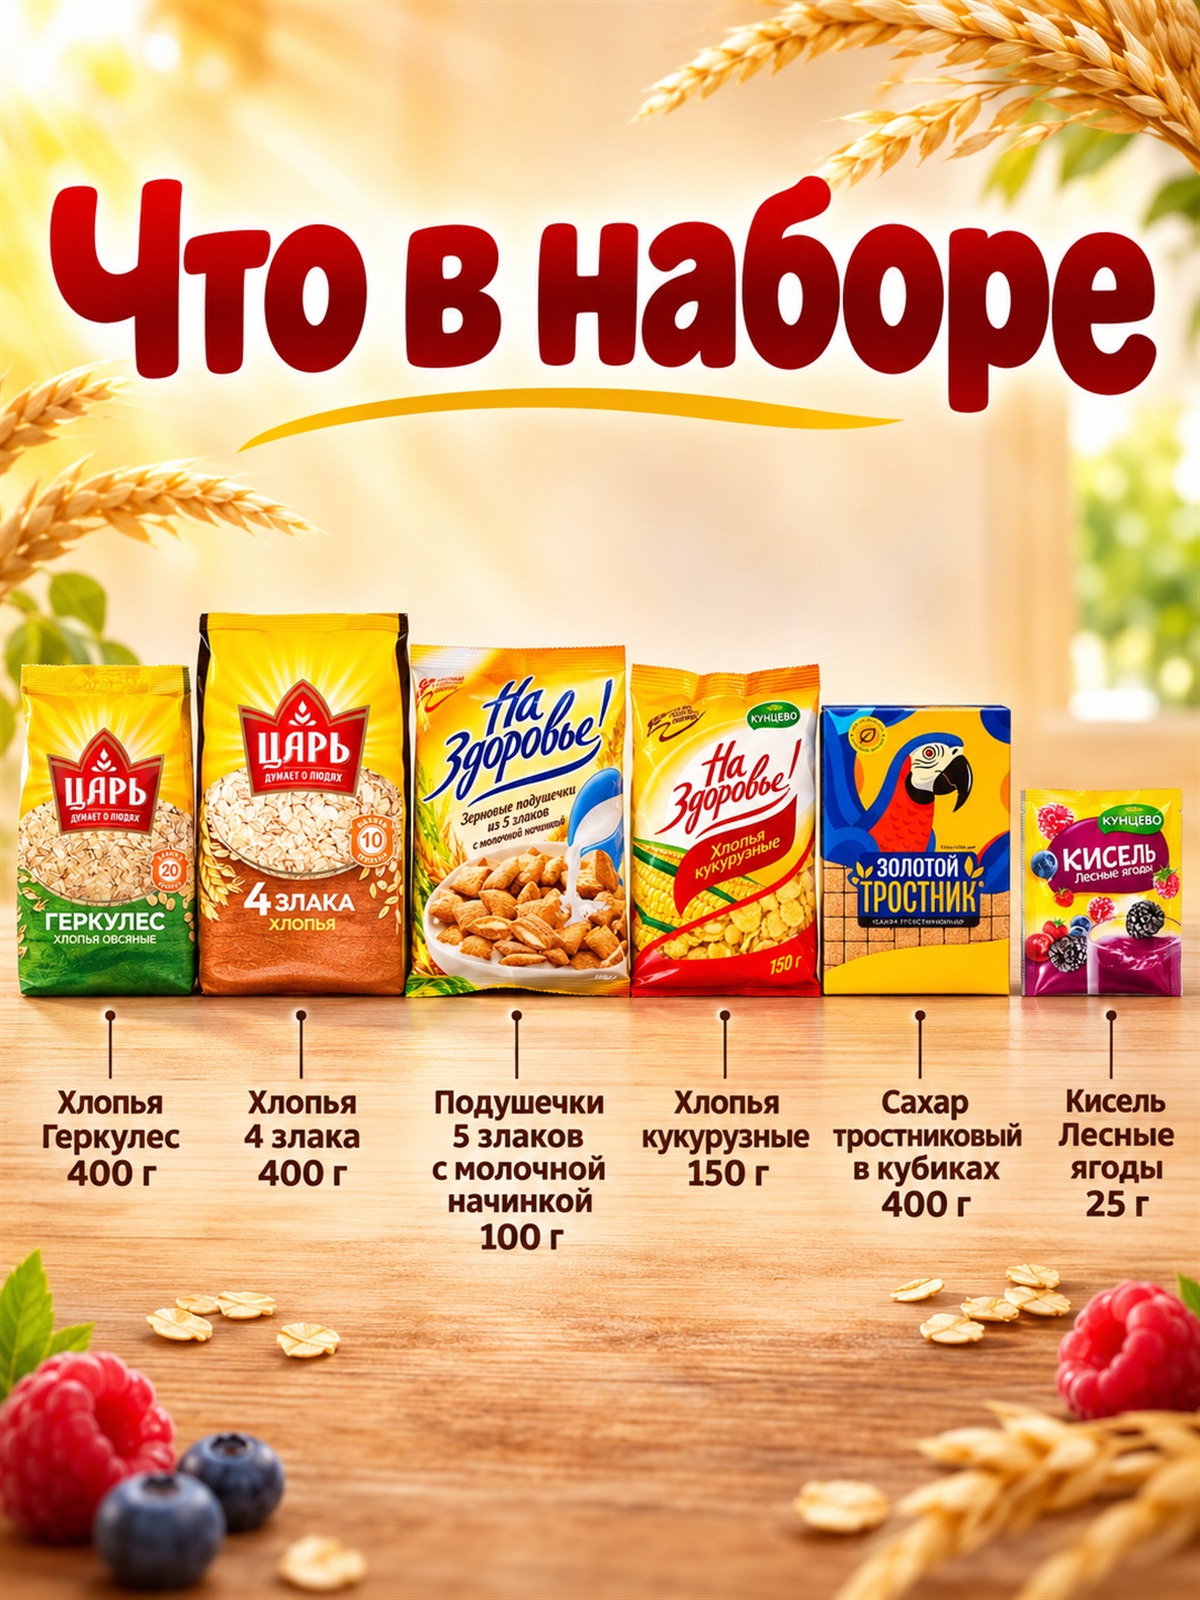 Что в наборе
ЦАРЬ
ДУМАЕТ О ЛЮДЯХ
20
ГЕРКУЛЕС
ХЛОПЬЯ ОВСЯНЫЕ
ЦАРЬ
ДУМАЕТ О ЛЮДЯХ
10
4 ЗЛАКА
ХЛОПЬЯ
На
Здоровье!
Зерновые подушечки
из 5 злаков
с молочной начинкой
КУНЦЕВО
На
Здоровье!
Хлопья
кукурузные
150 г
ЗОЛОТОЙ
ТРОСТНИК
КУНЦЕВО
КИСЕЛЬ
Лесные ягоды
Хлопья
Геркулес
400 г
Хлопья
4 злака
400 г
Подушечки
5 злаков
с молочной
начинкой
100 г
Хлопья
кукурузные
150 г
Сахар
тростниковый
в кубиках
400 г
Кисель
Лесные
ягоды
25 г